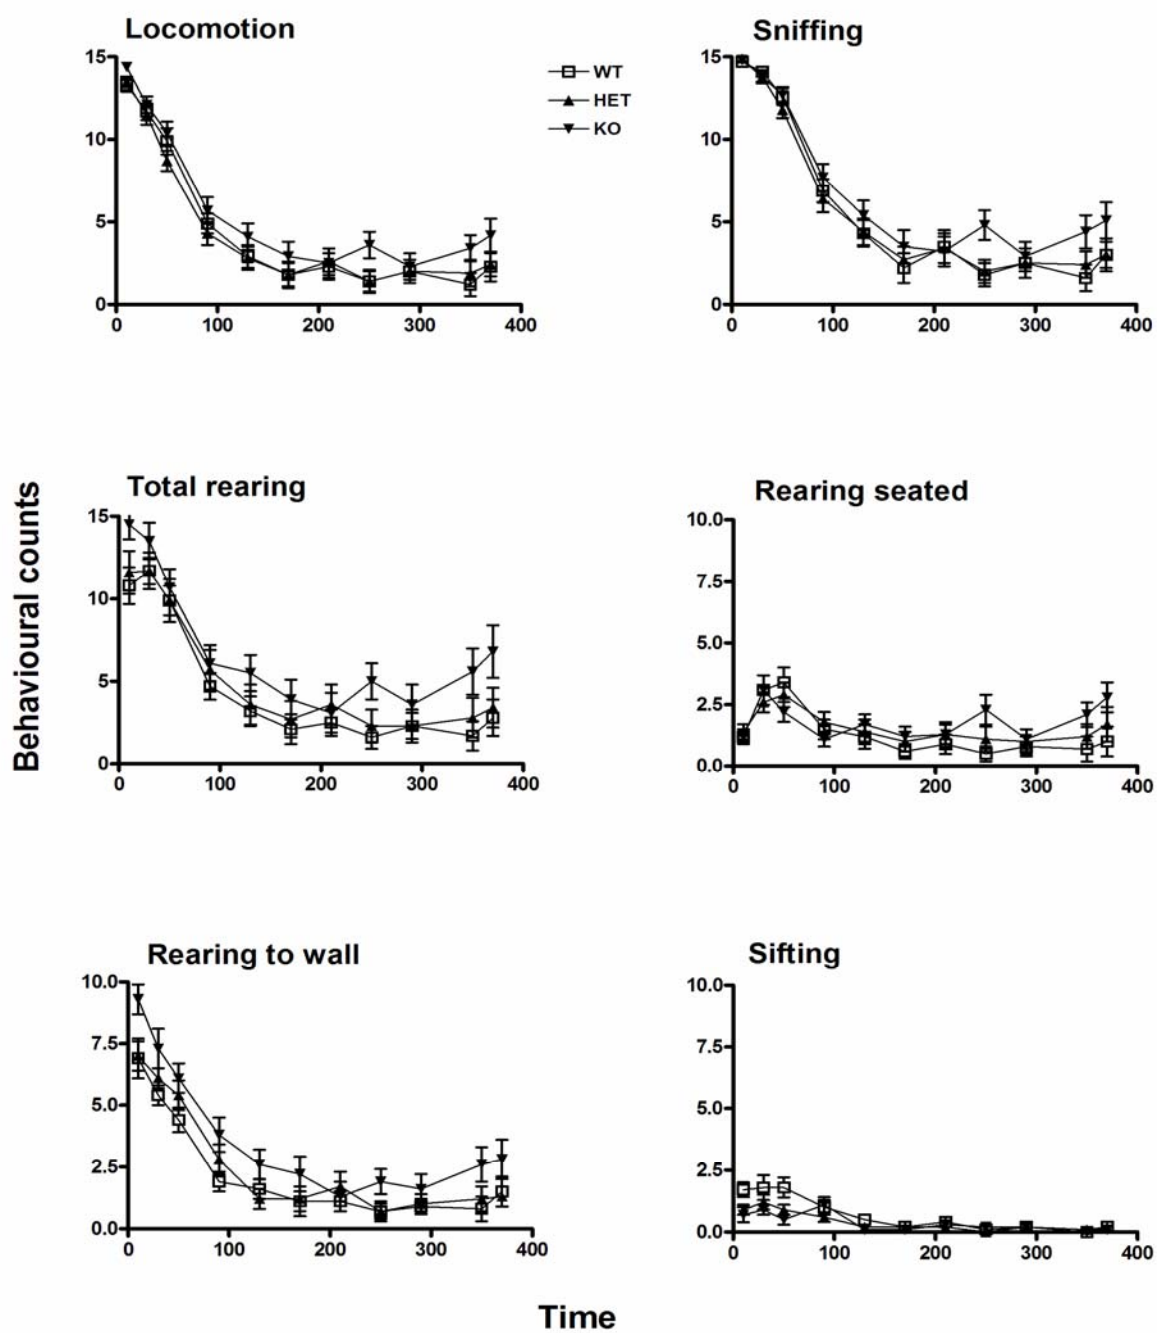 Locomotion
15
10
5
0
0 100 200 300 400
WT
HET
KO
Sniffing
15
10
5
0
0 100 200 300 400
Behavioural counts
Total rearing
15
10
5
0
0 100 200 300 400
Rearing seated
10.0
7.5
5.0
2.5
0.0
0 100 200 300 400
Rearing to wall
10.0
7.5
5.0
2.5
0.0
0 100 200 300 400
Sifting
10.0
7.5
5.0
2.5
0.0
0 100 200 300 400
Time